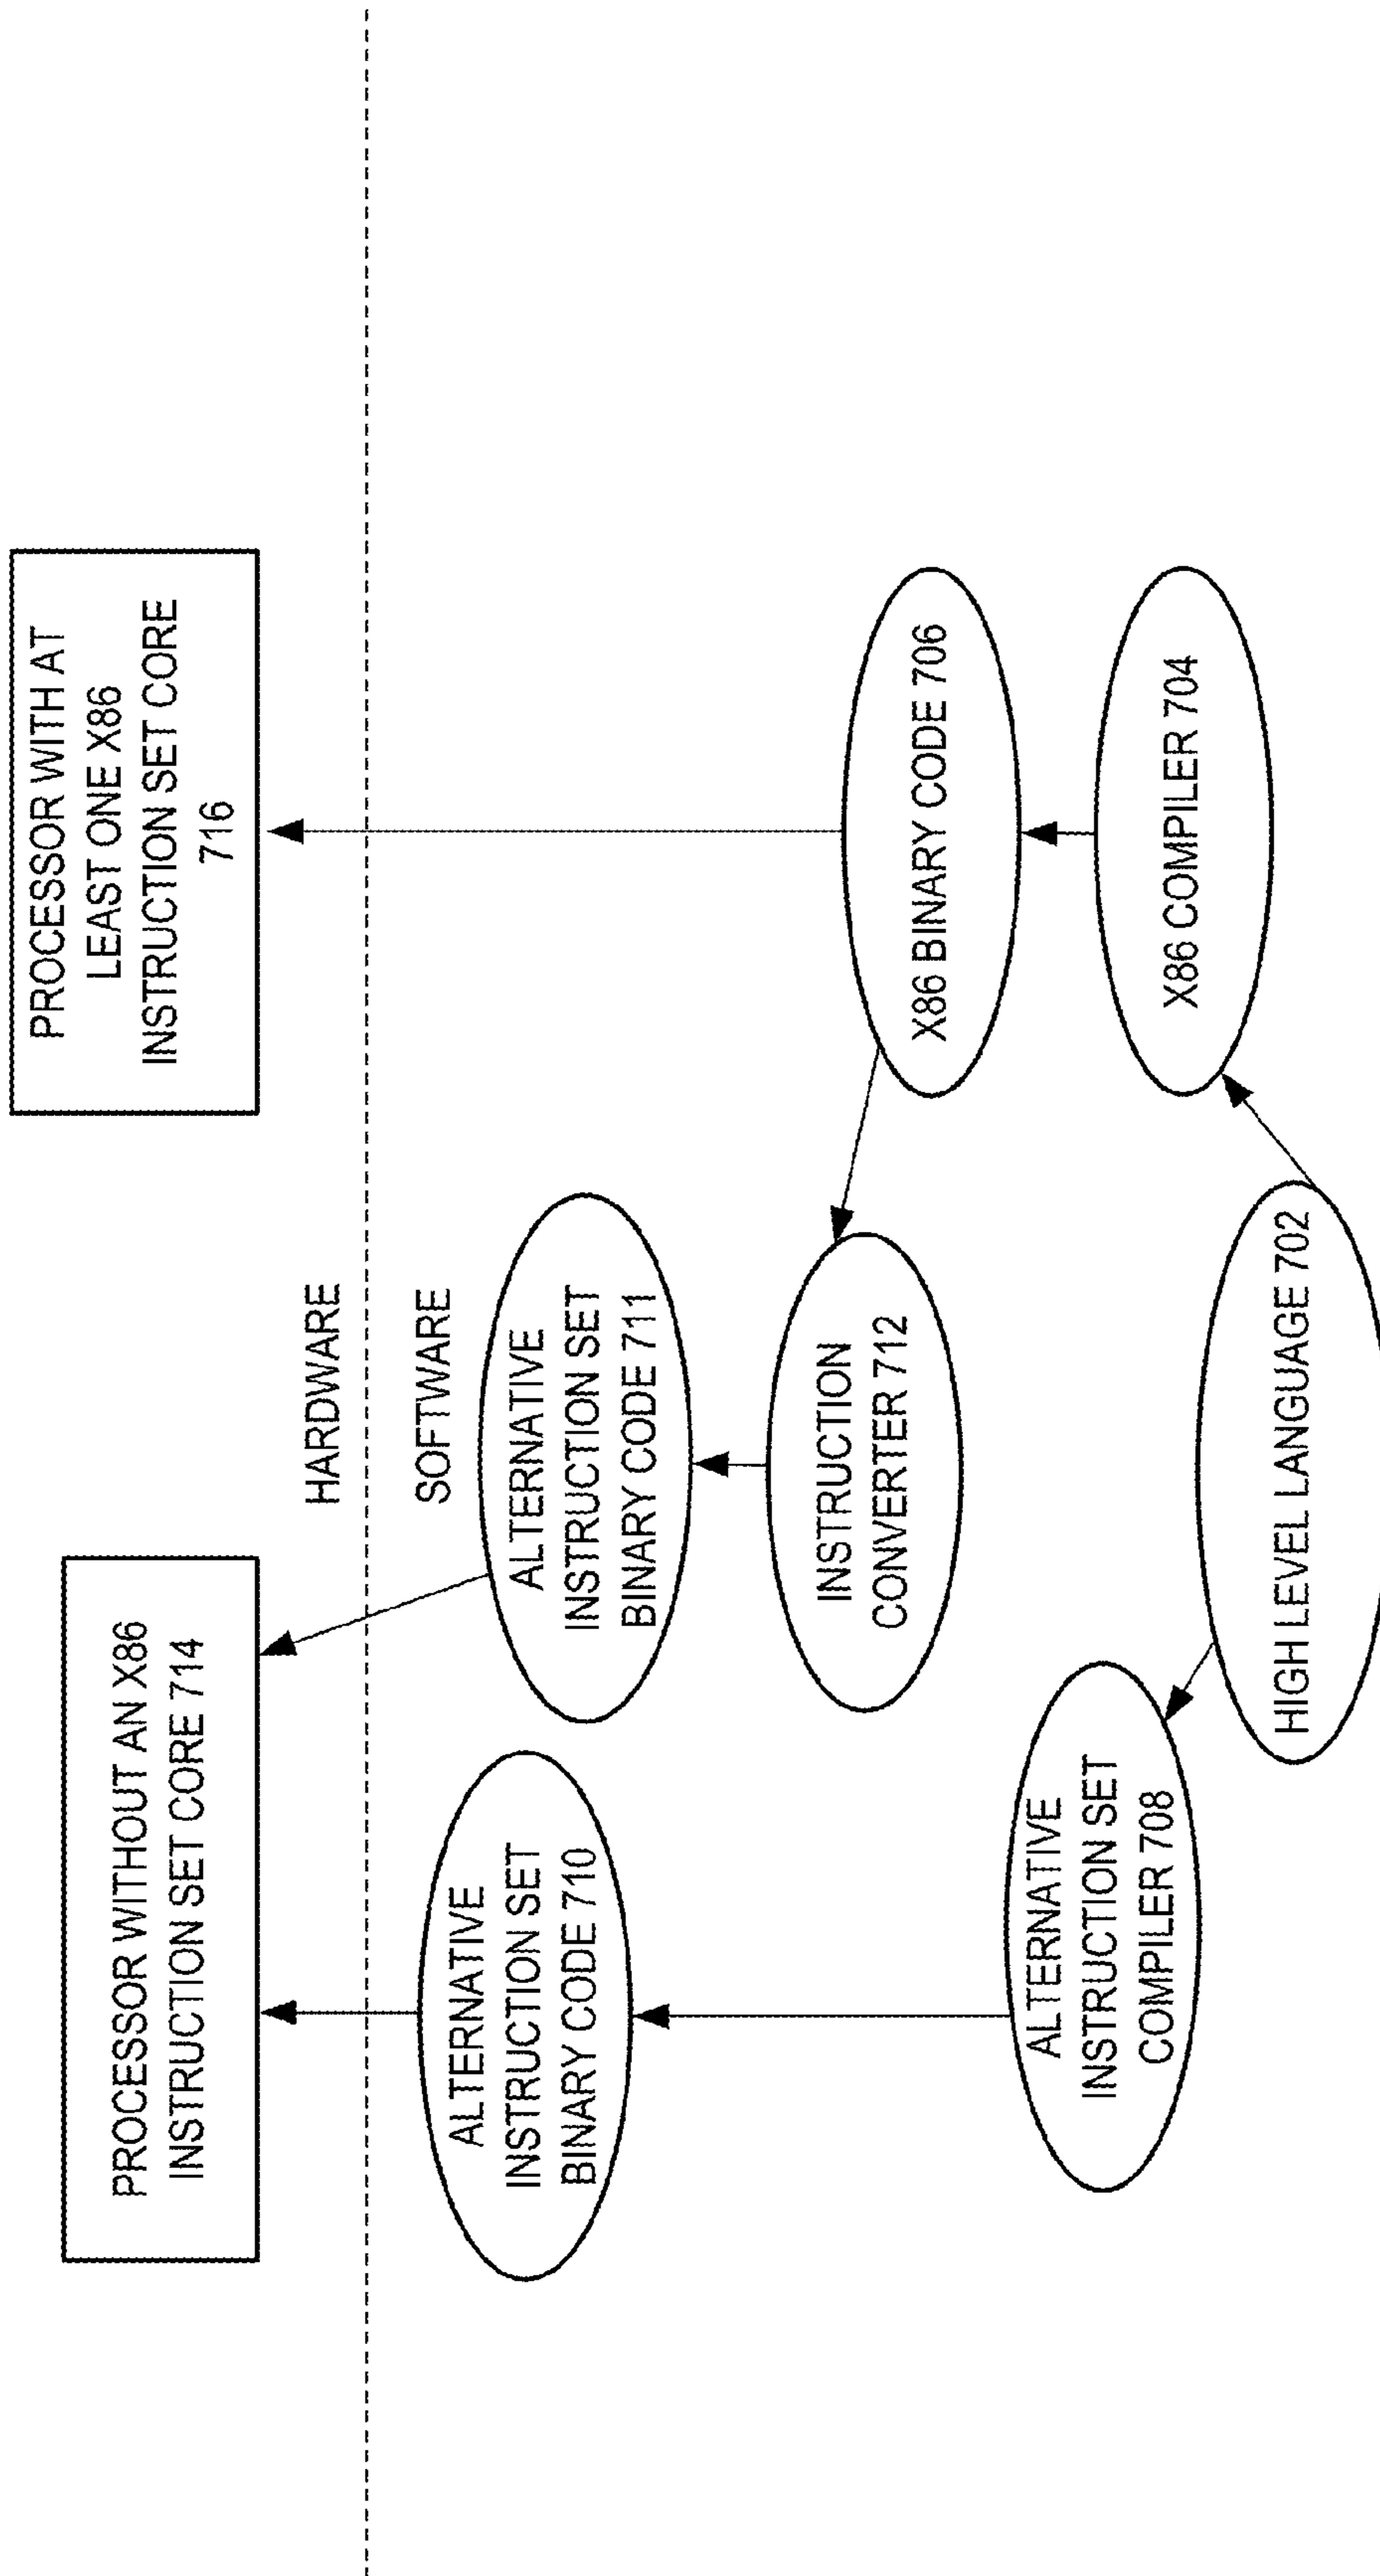 PROCESSOR WITHOUT AN X86
INSTRUCTION SET CORE 714
PROCESSOR WITH AT
LEAST ONE X86
INSTRUCTION SET CORE
716
HARDWARE
SOFTWARE
ALTERNATIVE
INSTRUCTION SET
BINARY CODE 710
ALTERNATIVE
INSTRUCTION SET
BINARY CODE 711
INSTRUCTION
CONVERTER 712
X86 BINARY CODE 706
ALTERNATIVE
INSTRUCTION SET
COMPILER 708
X86 COMPILER 704
HIGH LEVEL LANGUAGE 702